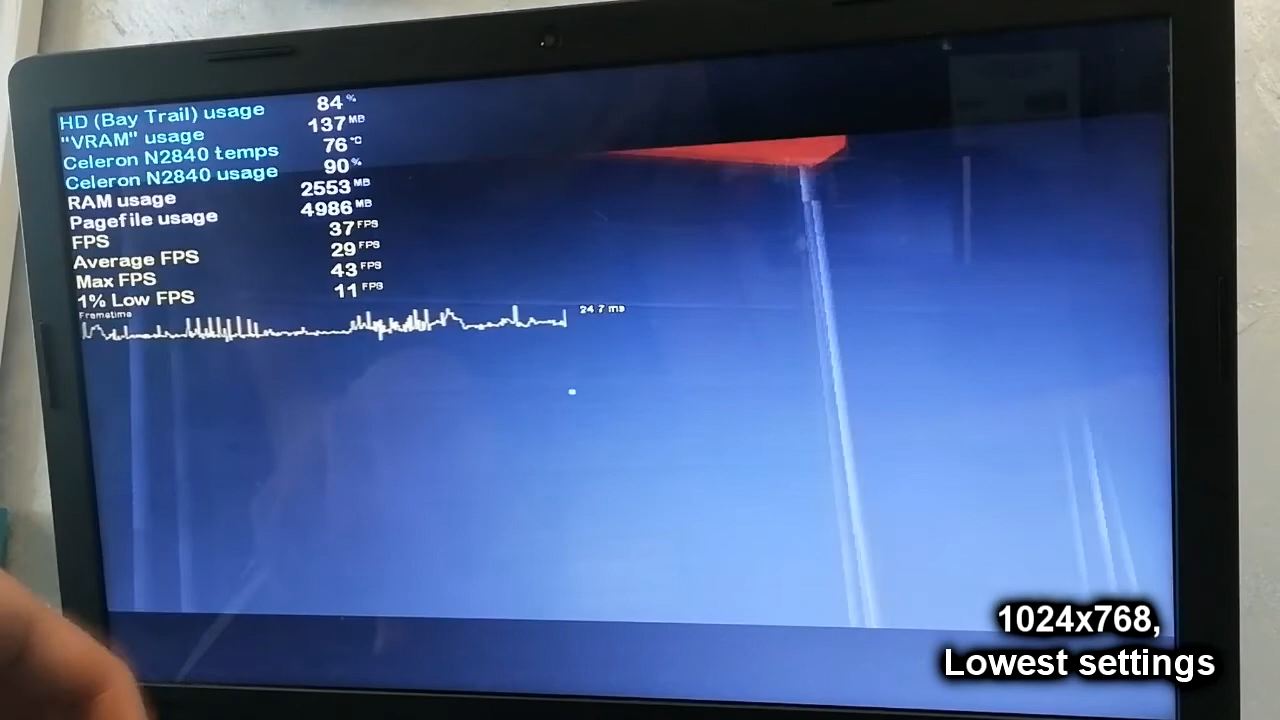 HD (Bay Trail) usage 84 %
"VRAM" usage 137 MB
Celeron N2840 temps 76 °C
Celeron N2840 usage 90 %
RAM usage 2553 MB
Pagefile usage 4986 MB
FPS 37 FPS
Average FPS 29 FPS
Max FPS 43 FPS
1% Low FPS 11 FPS
Frametime 24.7 ms
1024x768,
Lowest settings